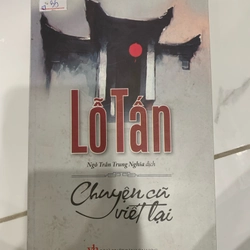 Lỗ Tấn
Ngô Trần Trung Nghĩa dịch
Chuyện cũ
viết lại